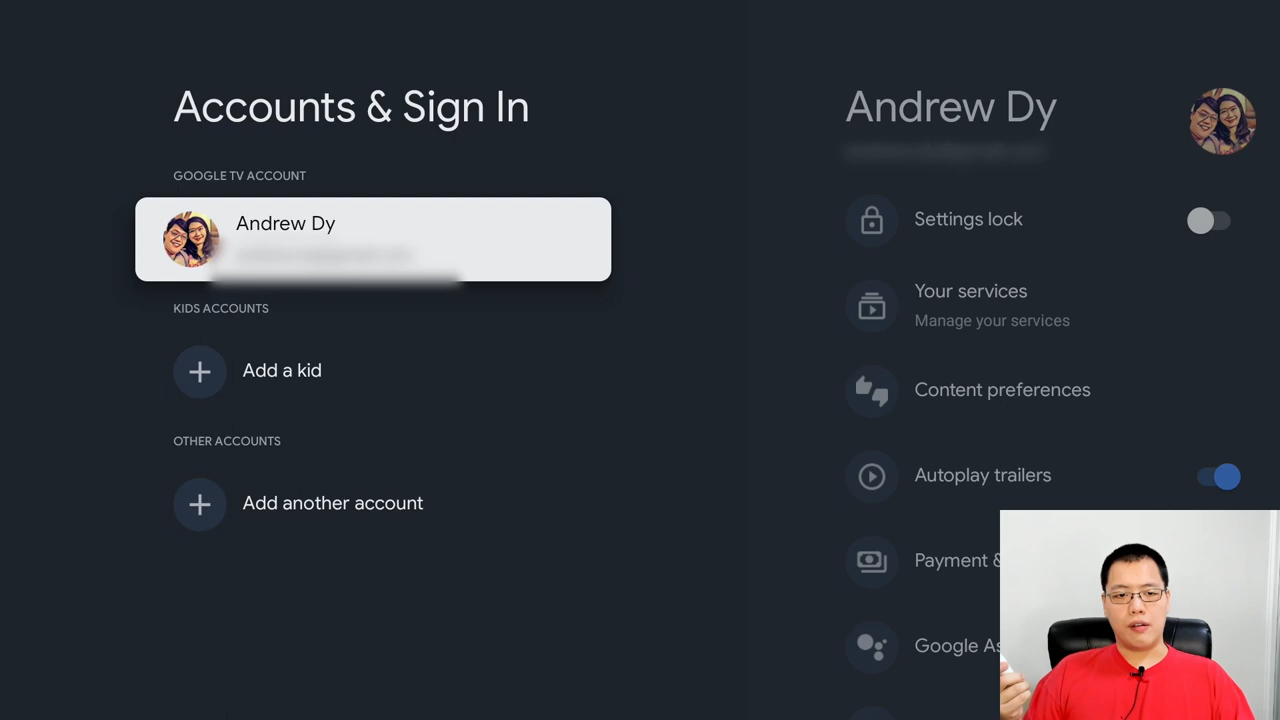 Accounts & Sign In
GOOGLE TV ACCOUNT
Andrew Dy
KIDS ACCOUNTS
Add a kid
OTHER ACCOUNTS
Add another account
Andrew Dy
Settings lock
Your services
Manage your services
Content preferences
Autoplay trailers
Payment &
Google As